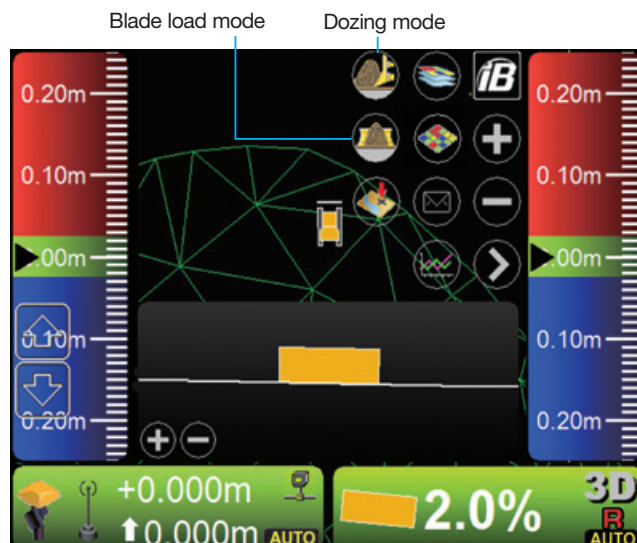 Blade load mode Dozing mode
iB
0.20m 0.20m
0.10m 0.10m
.00m .00m
0.10m 0.10m
0.20m 0.20m
+0.000m 3D
0.000m AUTO 2.0% R
AUTO